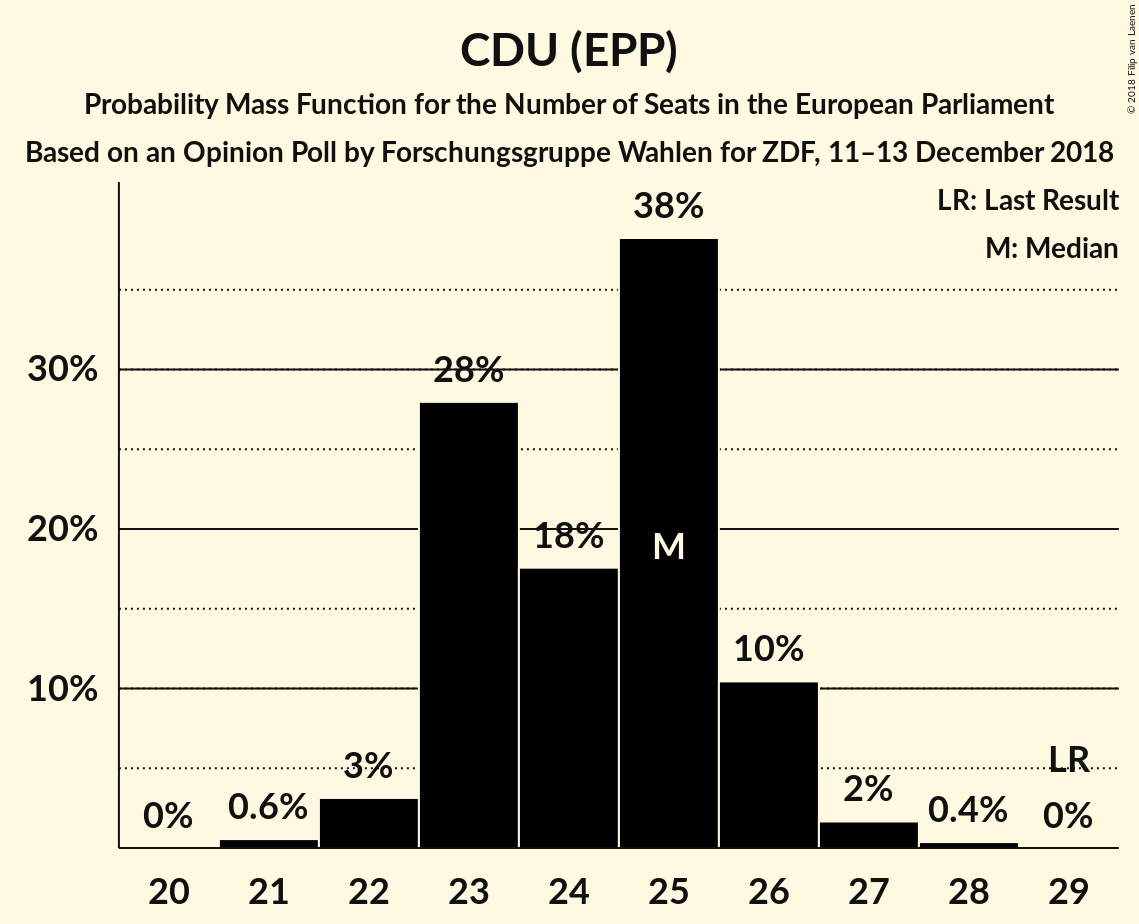 CDU (EPP)
Probability Mass Function for the Number of Seats in the European Parliament
Based on an Opinion Poll by Forschungsgruppe Wahlen for ZDF, 11–13 December 2018
© 2018 Filip van Laenen
LR: Last Result
M: Median
38%
30%
28%
20%
18%
M
10%
10%
3%
LR
0%
0.6%
2%
0.4%
0%
20 21 22 23 24 25 26 27 28 29